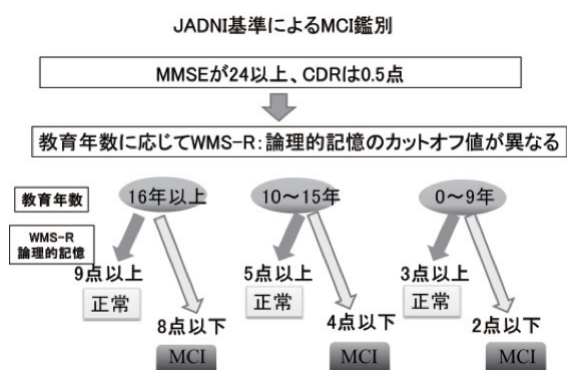 JADNI基準によるMCI鑑別
MMSEが24以上、CDRは0.5点
教育年数に応じてWMS-R:論理的記憶のカットオフ値が異なる
教育年数
16年以上
10～15年
0～9年
WMS-R
論理的記憶
9点以上
5点以上
3点以上
正常
正常
正常
8点以下
4点以下
2点以下
MCI
MCI
MCI